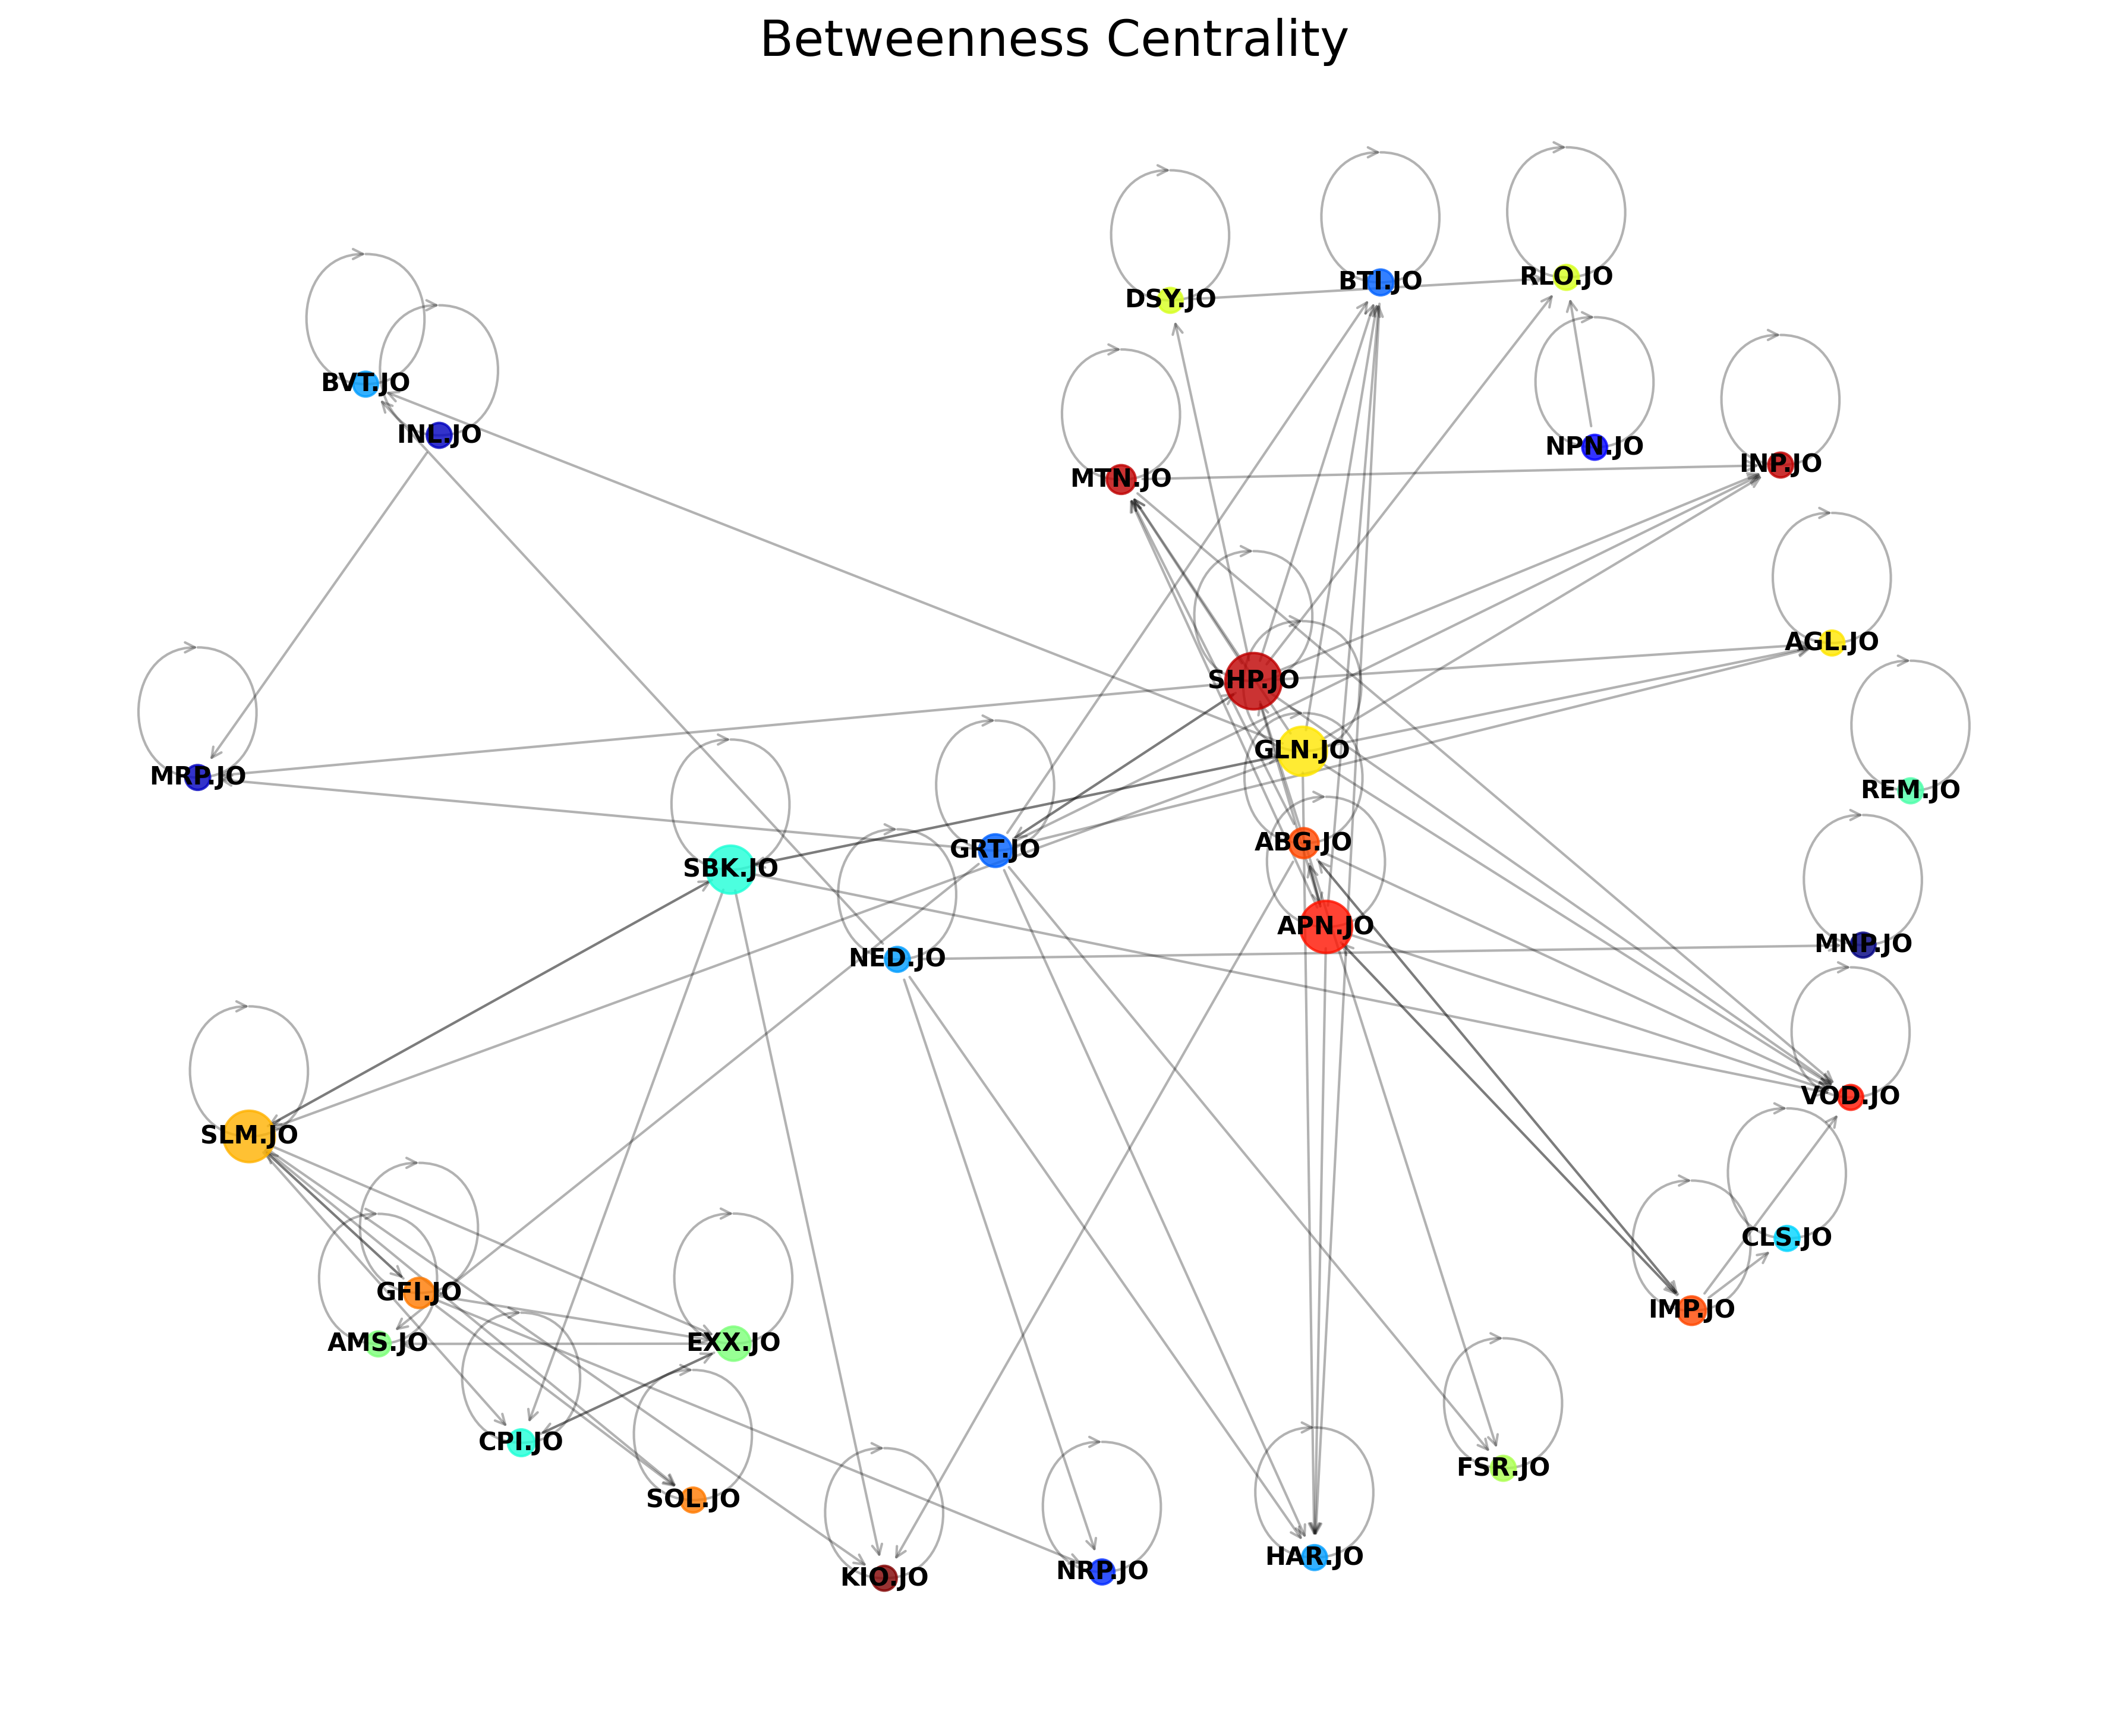 Betweenness Centrality
RLO.JO
BTI.JO
DSY.JO
BVT.JO
INL.JO
NPN.JO
INP.JO
MTN.JO
AGL.JO
SHP.JO
GLN.JO
MRP.JO
REM.JO
ABG.JO
GRT.JO
SBK.JO
APN.JO
MNP.JO
NED.JO
VOD.JO
SLM.JO
CLS.JO
GFI.JO
IMP.JO
AMS.JO
EXX.JO
CPI.JO
FSR.JO
SOL.JO
HAR.JO
NRP.JO
KIO.JO